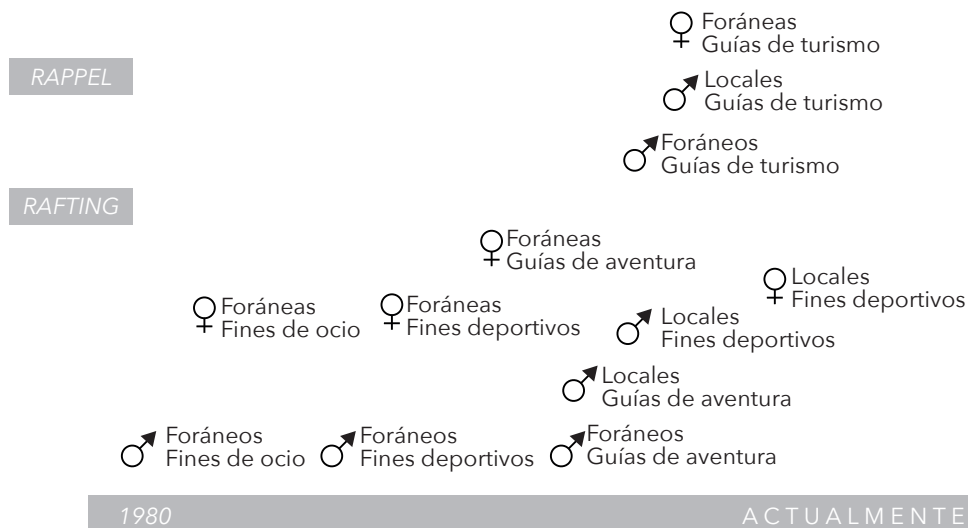 Foráneas
Guías de turismo
RAPPEL
Locales
Guías de turismo
Foráneos
Guías de turismo
RAFTING
Foráneas
Guías de aventura
Locales
Fines deportivos
Foráneas
Fines de ocio
Foráneas
Fines deportivos
Locales
Fines deportivos
Locales
Guías de aventura
Foráneos
Fines de ocio
Foráneos
Fines deportivos
Foráneos
Guías de aventura
1980
ACTUALMENTE